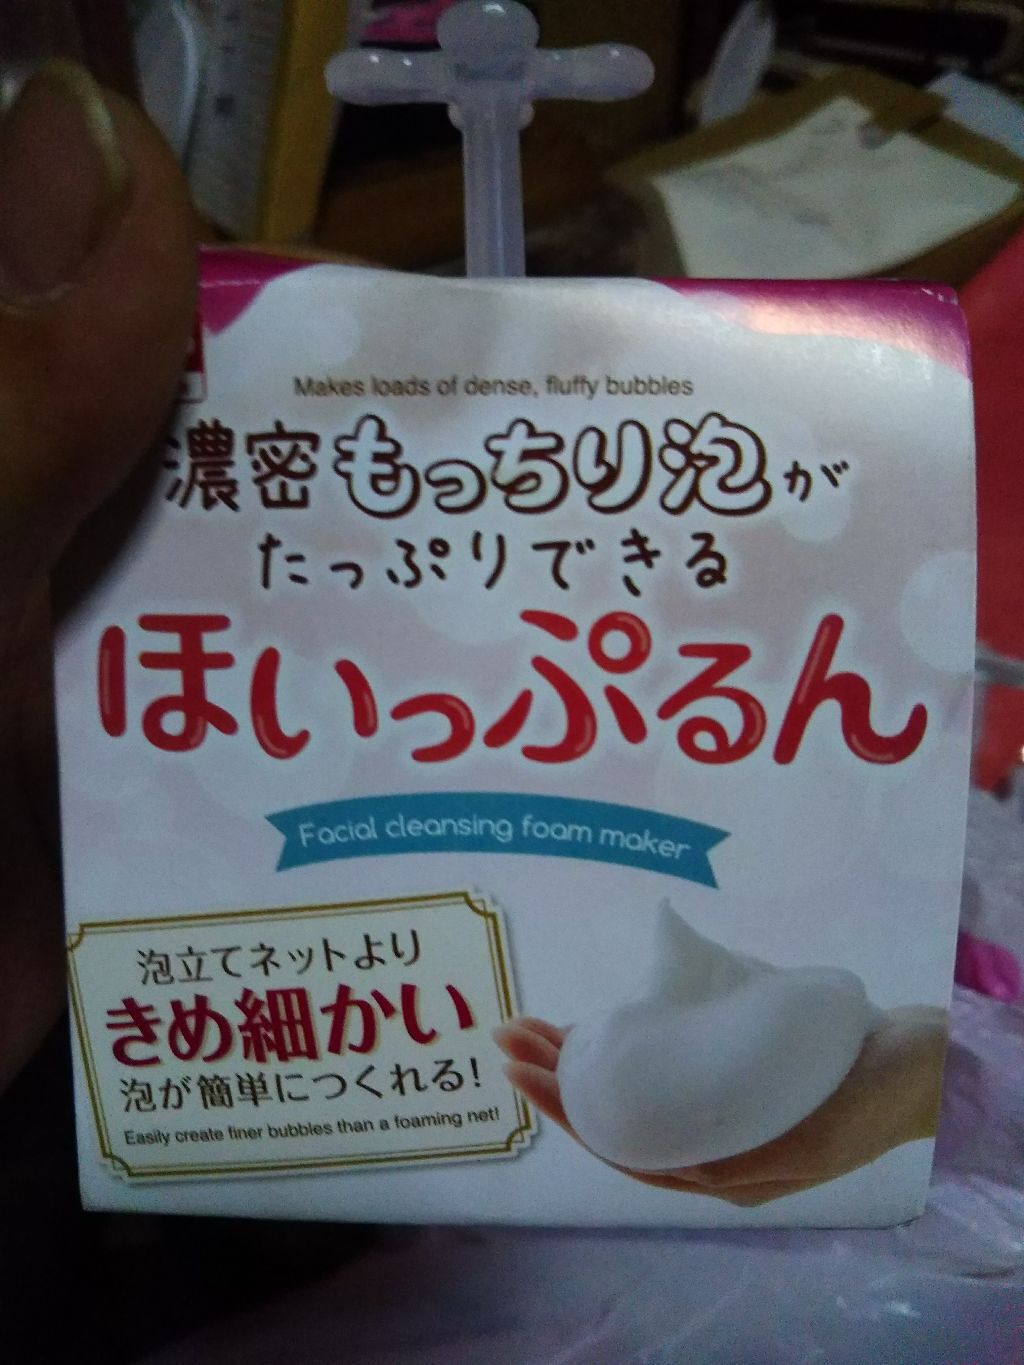 Makes loads of dense, fluffy bubbles
濃密もっちり泡が
たっぷりできる
ほいっぷるん
Facial cleansing foam maker
泡立てネットより
きめ細かい
泡が簡単につくれる!
Easily create finer bubbles than a foaming net!